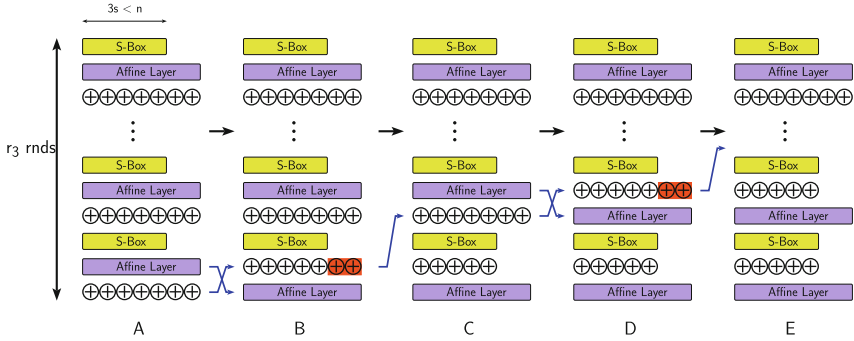 3s < n
S-Box S-Box S-Box S-Box S-Box
Affine Layer Affine Layer Affine Layer Affine Layer Affine Layer
r3 rnds
S-Box S-Box S-Box S-Box
Affine Layer Affine Layer Affine Layer S-Box
Affine Layer Affine Layer
S-Box S-Box S-Box S-Box S-Box
Affine Layer
Affine Layer Affine Layer Affine Layer Affine Layer
A B C D E